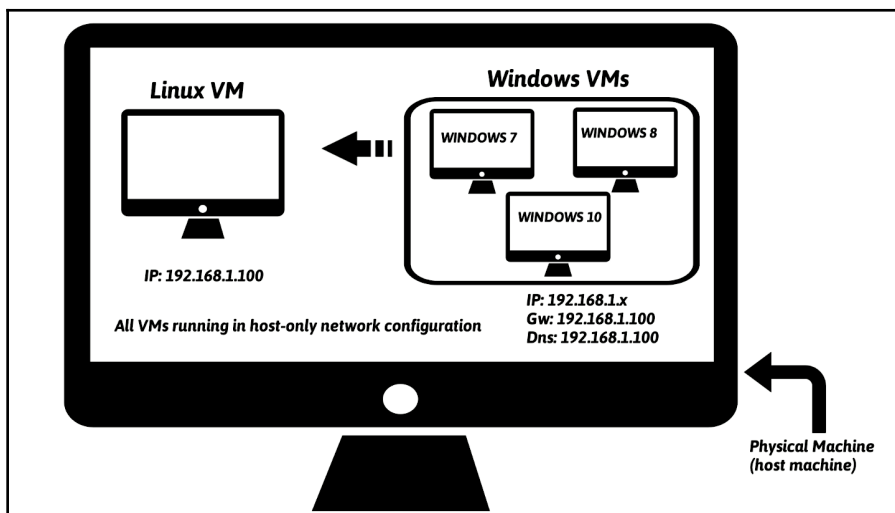 Linux VM
Windows VMs
WINDOWS 7
WINDOWS 8
WINDOWS 10
IP: 192.168.1.100
IP: 192.168.1.x
Gw: 192.168.1.100
Dns: 192.168.1.100
All VMs running in host-only network configuration
Physical Machine
(host machine)